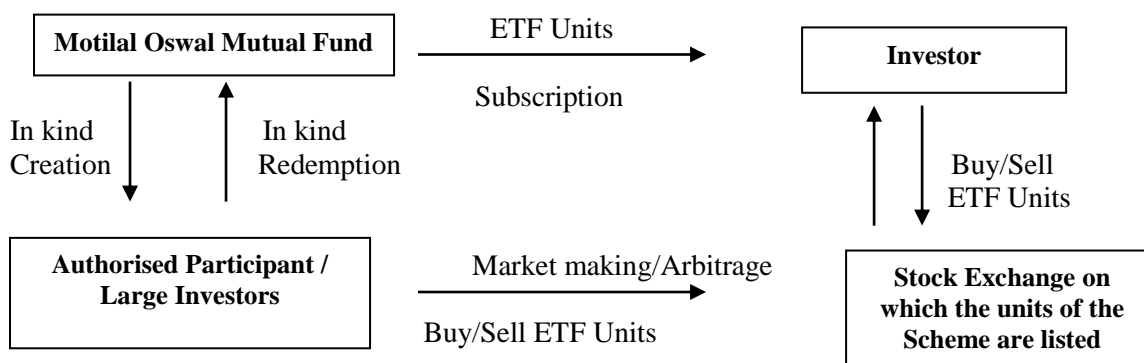 Motilal Oswal Mutual Fund
ETF Units
Subscription
Investor
In kind
Creation
In kind
Redemption
Buy/Sell
ETF Units
Authorised Participant /
Large Investors
Market making/Arbitrage
Buy/Sell ETF Units
Stock Exchange on
which the units of the
Scheme are listed